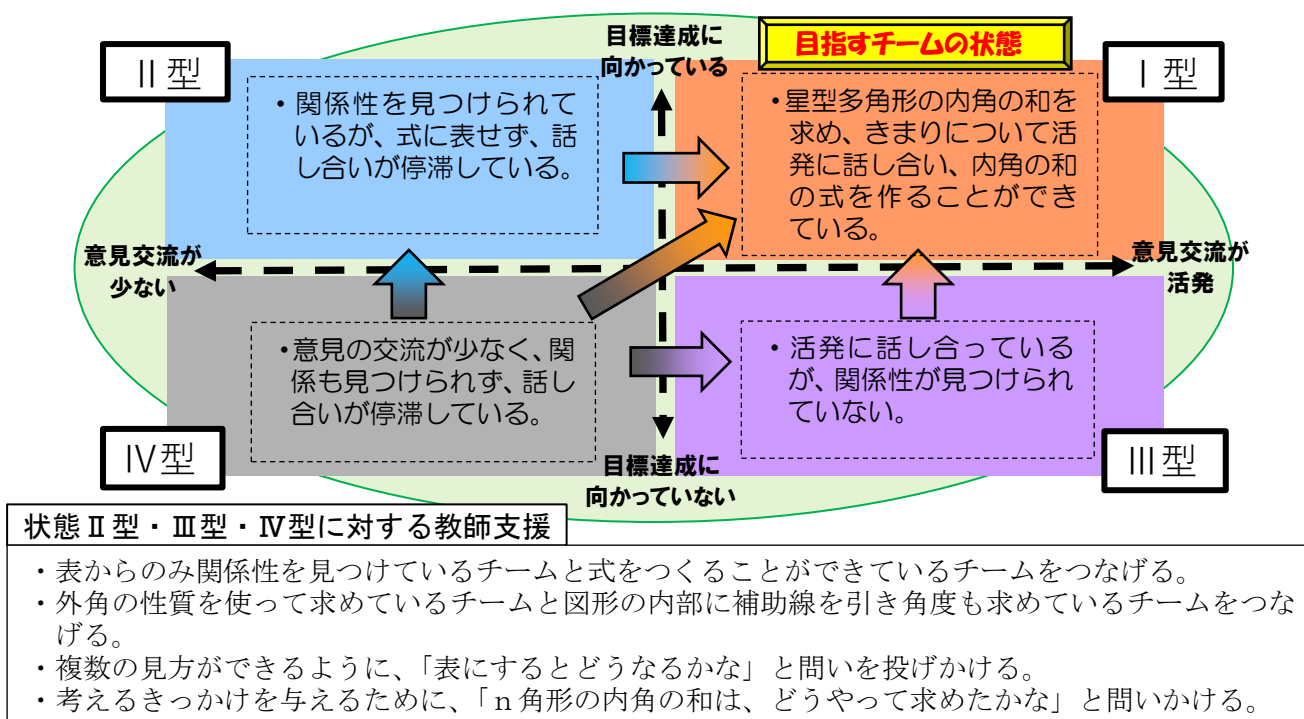 目標達成に
向かっている
目指すチームの状態
Ⅱ型
Ⅰ型
・関係性を見つけられて
いるが、式に表せず、話
し合いが停滞している。
・星型多角形の内角の和を
求め、きまりについて活
発に話し合い、内角の和
の式を作ることができ
ている。
意見交流が
少ない
意見交流が
活発
・意見の交流が少なく、関
係も見つけられず、話し
合いが停滞している。
・活発に話し合っている
が、関係性が見つけられ
ていない。
Ⅳ型
Ⅲ型
目標達成に
向かっていない
状態Ⅱ型・Ⅲ型・Ⅳ型に対する教師支援
・表からのみ関係性を見つけているチームと式をつくることができているチームをつなげる。
・外角の性質を使って求めているチームと図形の内部に補助線を引き角度も求めているチームをつな
げる。
・複数の見方ができるように、「表にするとどうなるかな」と問いを投げかける。
・考えるきっかけを与えるために、「ｎ角形の内角の和は、どうやって求めたかな」と問いかける。